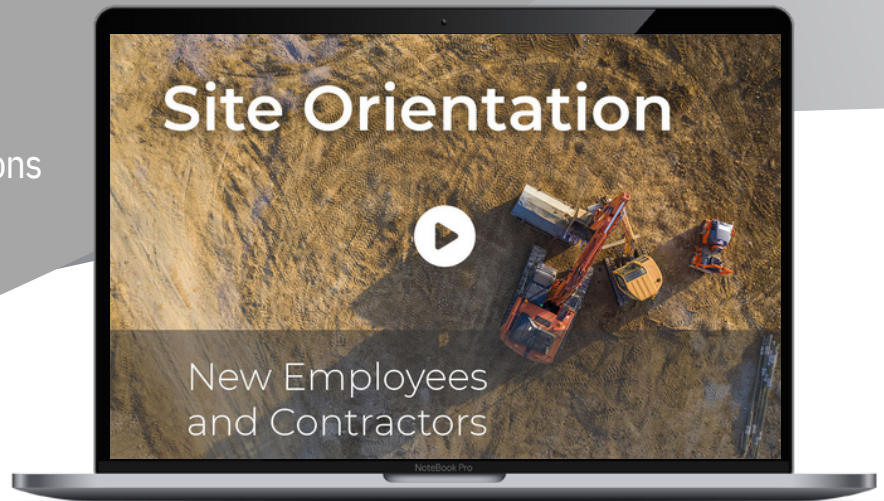 Site Orientation
ons
New Employees
and Contractors
NoteBook Pro